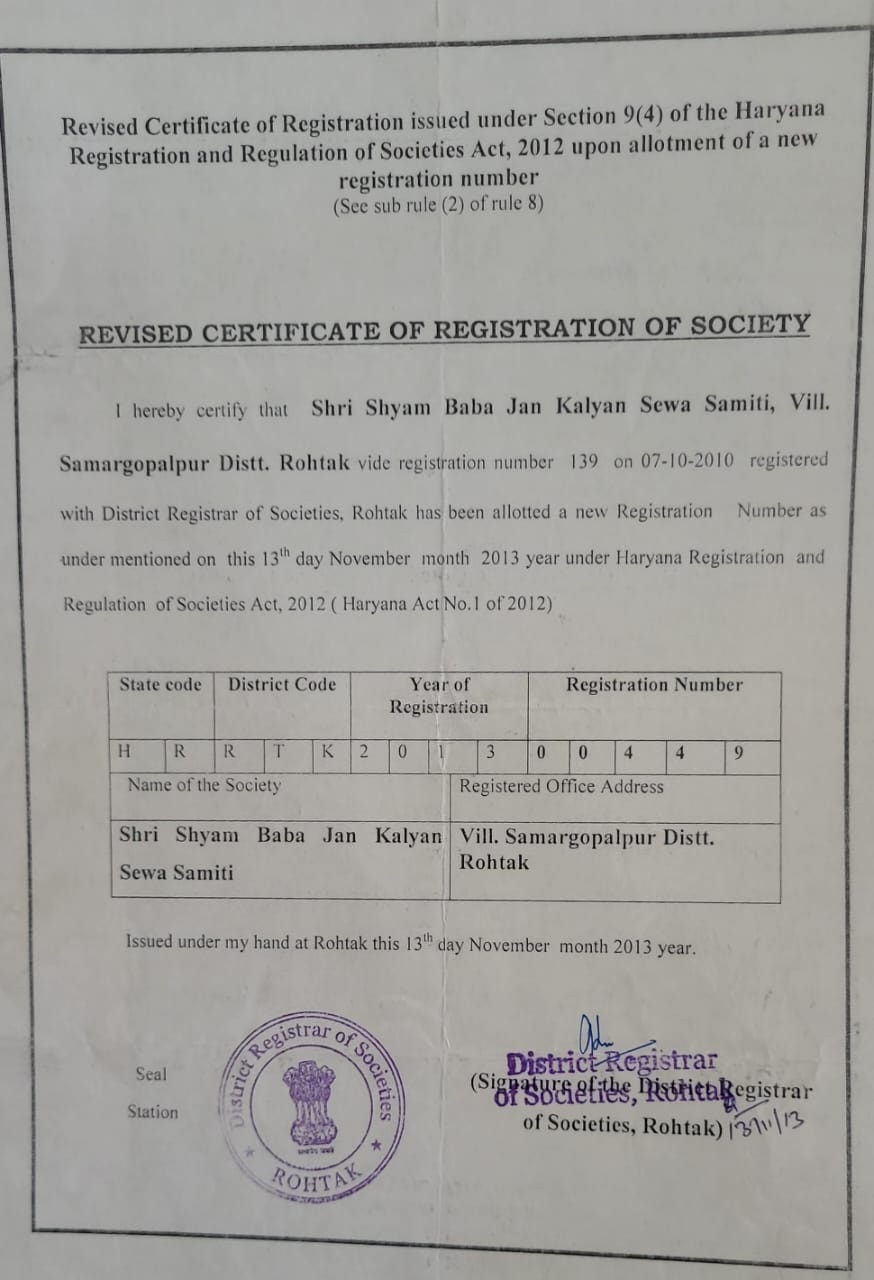 Revised Certificate of Registration issued under Section 9(4) of the Haryana
Registration and Regulation of Societies Act, 2012 upon allotment of a new
registration number
(See sub rule (2) of rule 8)
REVISED CERTIFICATE OF REGISTRATION OF SOCIETY
I hereby certify that Shri Shyam Baba Jan Kalyan Sewa Samiti, Vill.
Samargopalpur Distt. Rohtak vide registration number 139 on 07-10-2010 registered
with District Registrar of Societies, Rohtak has been allotted a new Registration Number as
under mentioned on this 13th day November month 2013 year under Haryana Registration and
Regulation of Societies Act, 2012 ( Haryana Act No.1 of 2012)
State code District Code Year of Registration Registration Number
H R R T K 2 0 1 3 0 0 4 4 9
Name of the Society Registered Office Address
Shri Shyam Baba Jan Kalyan Vill. Samargopalpur Distt.
Sewa Samiti Rohtak
Issued under my hand at Rohtak this 13th day November month 2013 year.
Seal
Station
District Registrar of Societies
ROHTAK
District Registrar
of Societies, Rohtak
(Signature of the District Registrar
of Societies, Rohtak) 13/11/13